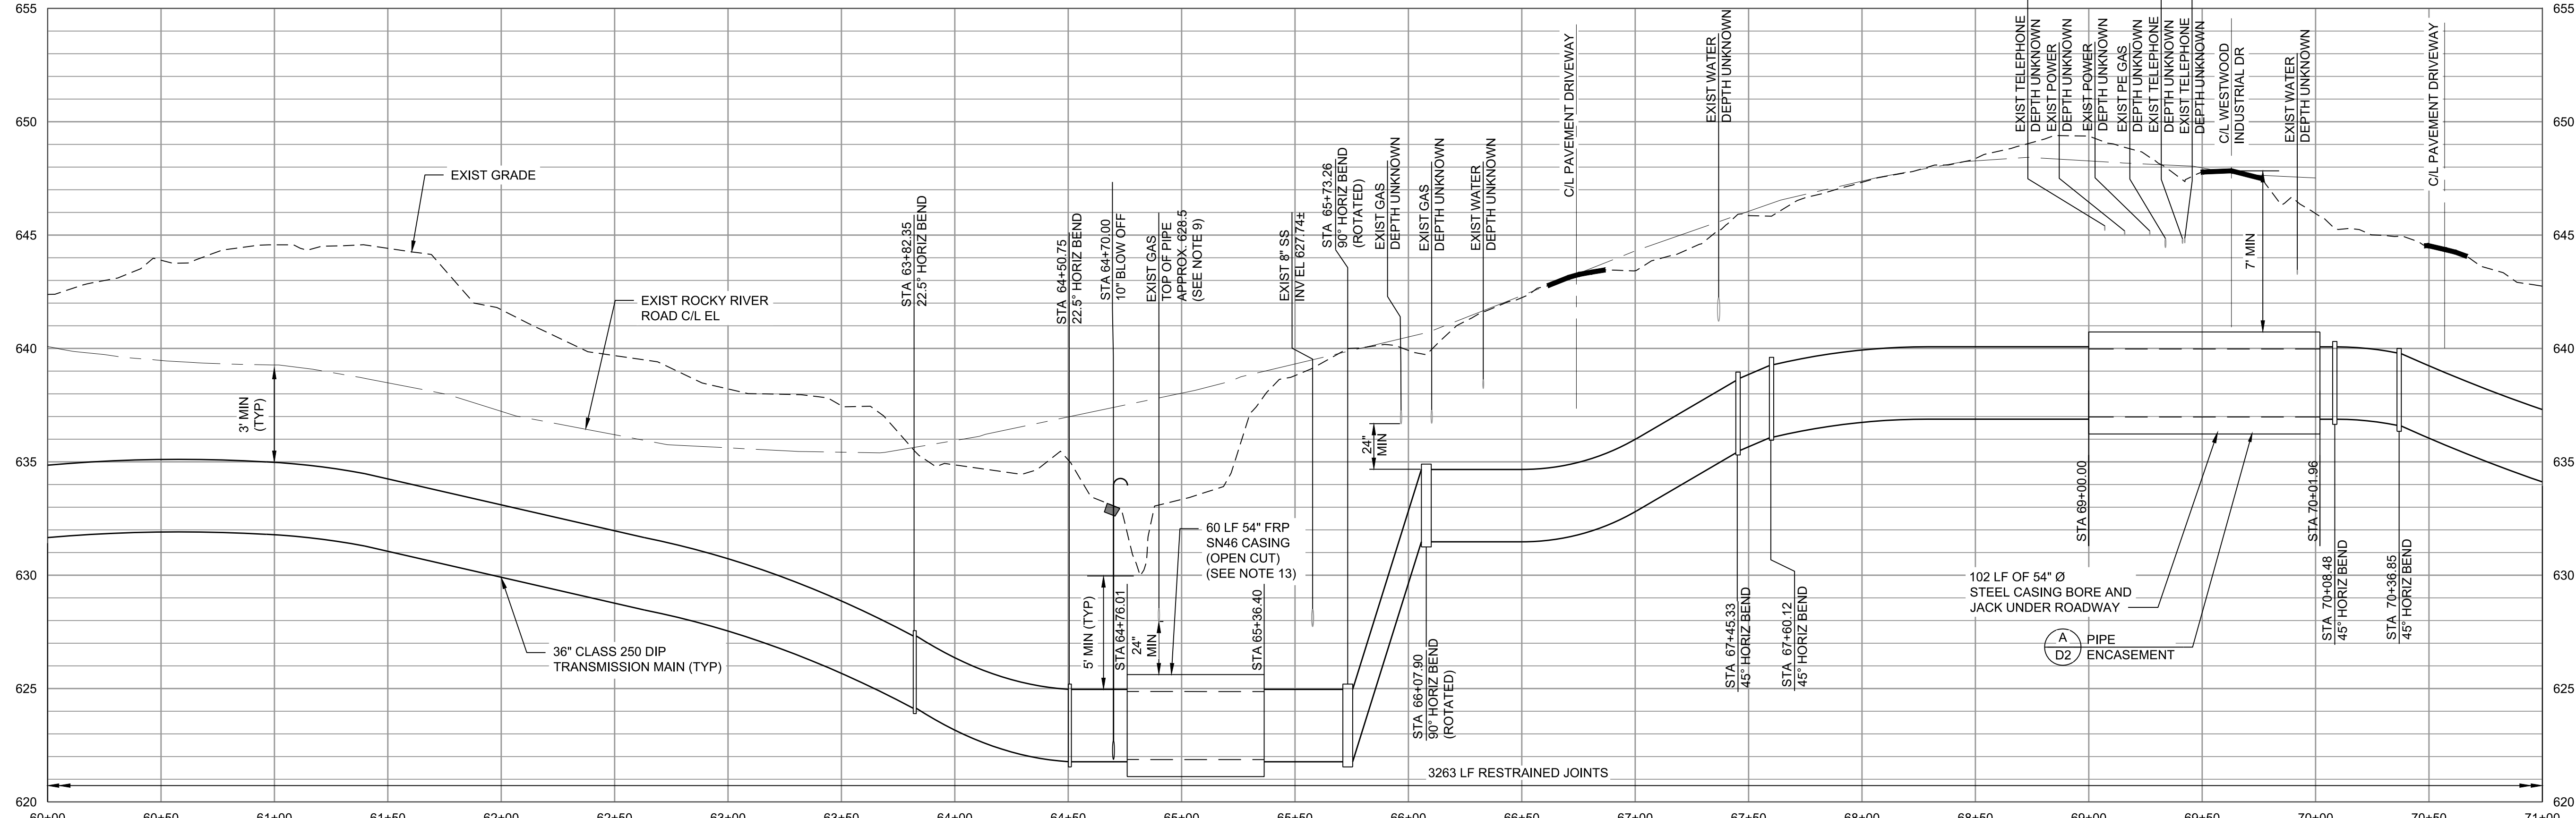 655
650
645
640
635
630
625
620
655
650
645
640
635
630
625
620
60+00
60+50
61+00
61+50
62+00
62+50
63+00
63+50
64+00
64+50
65+00
65+50
66+00
66+50
67+00
67+50
68+00
68+50
69+00
69+50
70+00
70+50
71+00
EXIST GRADE
EXIST ROCKY RIVER
ROAD C/L EL
3' MIN
(TYP)
36" CLASS 250 DIP
TRANSMISSION MAIN (TYP)
STA 63+82.35
22.5° HORIZ BEND
STA 64+50.75
22.5° HORIZ BEND
STA 64+70.00
10" BLOW OFF
EXIST GAS
TOP OF PIPE
APPROX. 628.5
(SEE NOTE 9)
5' MIN (TYP)
STA 64+76.01
24"
MIN
60 LF 54" FRP
SN46 CASING
(OPEN CUT)
(SEE NOTE 13)
STA 65+36.40
EXIST 8" SS
INV EL 627.74±
STA 65+73.26
90° HORIZ BEND
(ROTATED)
EXIST GAS
DEPTH UNKNOWN
EXIST GAS
DEPTH UNKNOWN
24"
MIN
STA 66+07.90
90° HORIZ BEND
(ROTATED)
EXIST WATER
DEPTH UNKNOWN
C/L PAVEMENT DRIVEWAY
EXIST WATER
DEPTH UNKNOWN
STA 67+45.33
45° HORIZ BEND
STA 67+60.12
45° HORIZ BEND
3263 LF RESTRAINED JOINTS
EXIST TELEPHONE
DEPTH UNKNOWN
EXIST POWER
DEPTH UNKNOWN
EXIST POWER
DEPTH UNKNOWN
EXIST PE GAS
DEPTH UNKNOWN
EXIST TELEPHONE
DEPTH UNKNOWN
EXIST TELEPHONE
DEPTH UNKNOWN
C/L WESTWOOD
INDUSTRIAL DR
EXIST WATER
DEPTH UNKNOWN
C/L PAVEMENT DRIVEWAY
7' MIN
STA 69+00.00
102 LF OF 54" Ø
STEEL CASING BORE AND
JACK UNDER ROADWAY
A
D2
PIPE
ENCASEMENT
STA 70+01.96
STA 70+08.48
45° HORIZ BEND
STA 70+36.85
45° HORIZ BEND